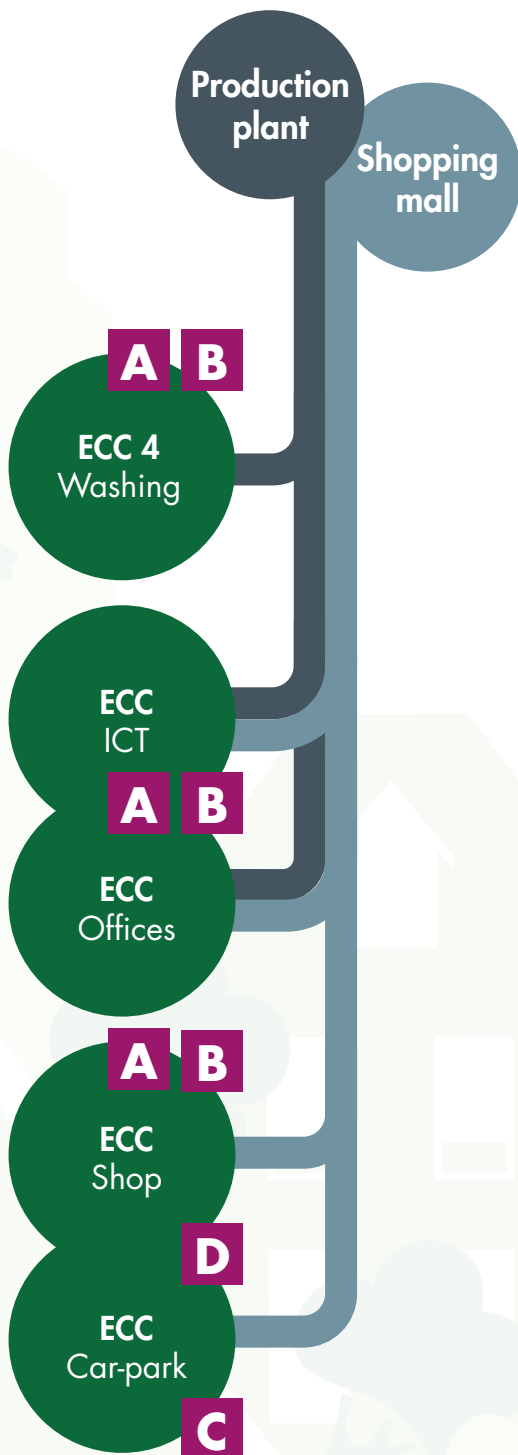 Production
plant
Shopping
mall
A B
ECC 4
Washing
ECC
ICT
A B
ECC
Offices
A B
ECC
Shop
D
ECC
Car-park
C